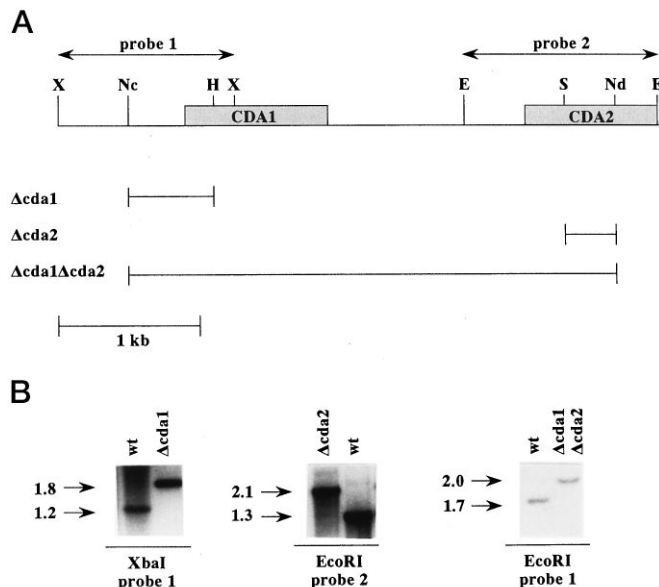 A
probe 1 probe 2
X Nc H X E S Nd E
CDA1 CDA2
Δcda1
Δcda2
Δcda1Δcda2
1 kb
B
wt Δcda1 Δcda2 wt wt Δcda1 Δcda2
1.8 2.1 2.0
1.2 1.3 1.7
XbaI EcoRI EcoRI
probe 1 probe 2 probe 1